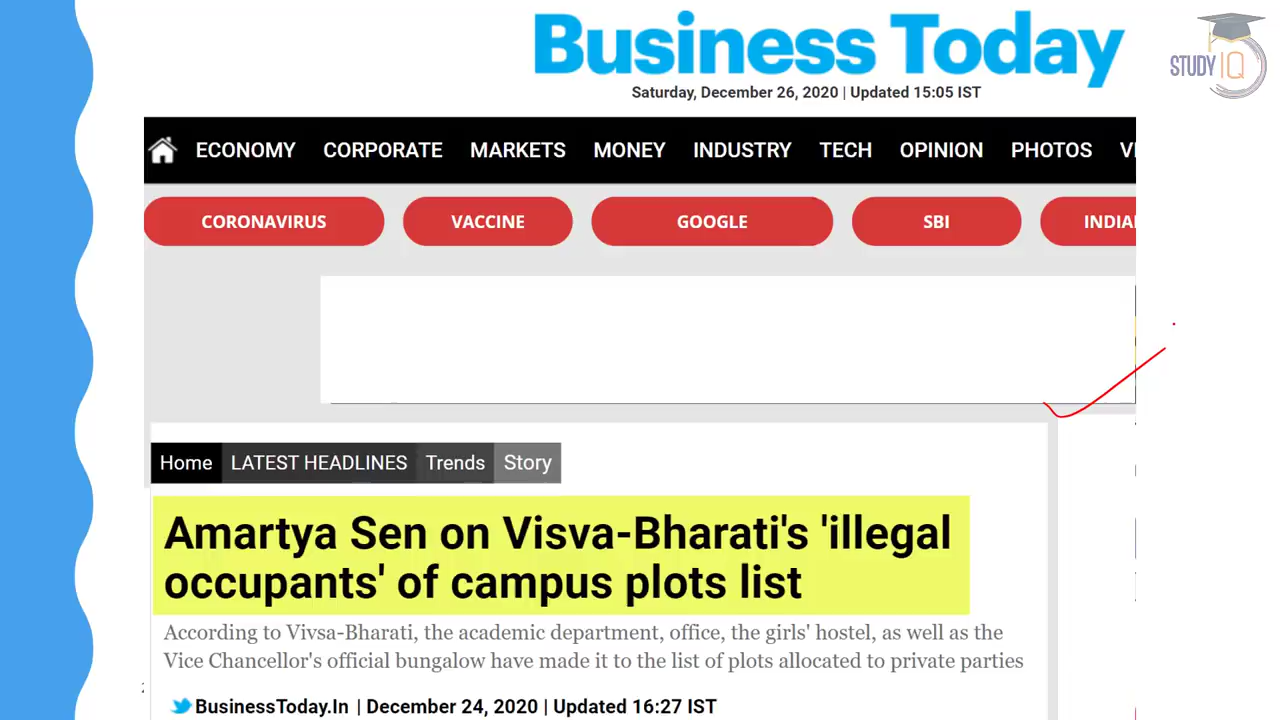 Business Today
STUDY IQ
Saturday, December 26, 2020 | Updated 15:05 IST
ECONOMY CORPORATE MARKETS MONEY INDUSTRY TECH OPINION PHOTOS
CORONAVIRUS VACCINE GOOGLE SBI
Home LATEST HEADLINES Trends Story
Amartya Sen on Visva-Bharati's 'illegal
occupants' of campus plots list
According to Vivsa-Bharati, the academic department, office, the girls' hostel, as well as the
Vice Chancellor's official bungalow have made it to the list of plots allocated to private parties
BusinessToday.In | December 24, 2020 | Updated 16:27 IST